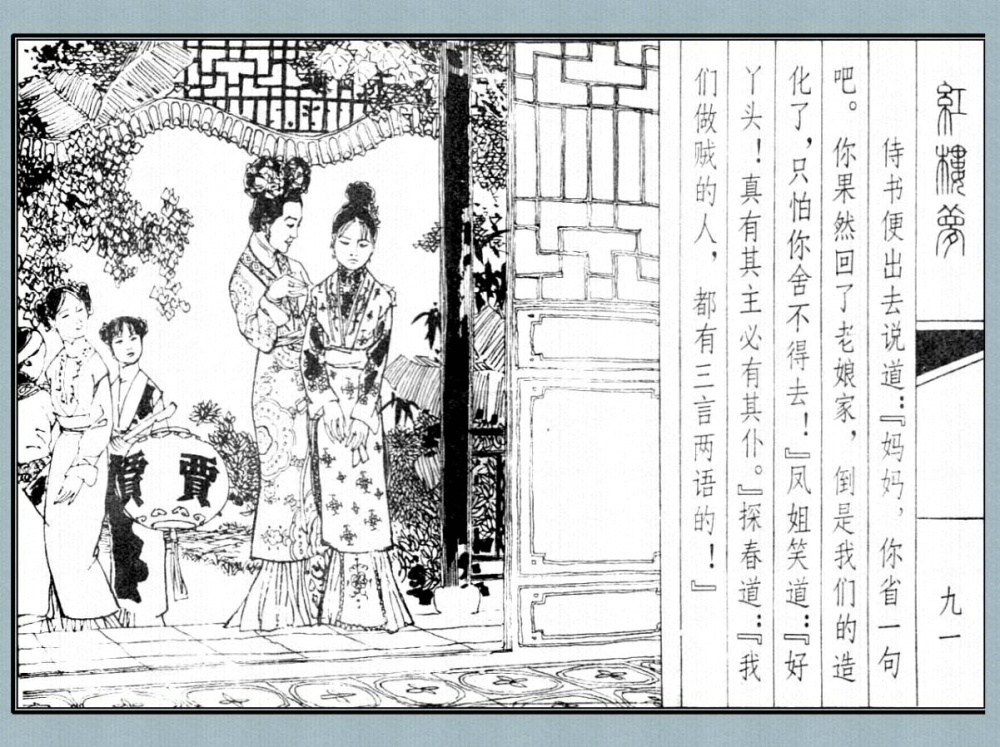 紅樓夢
九一
侍书便出去说道：『妈妈，你省一句
吧。你果然回了老娘家，倒是我们的造
化了，只怕你舍不得去！』凤姐笑道：『好
丫头！真有其主必有其仆。』探春道：『我
们做贼的人，都有三言两语的！』
賈
賈